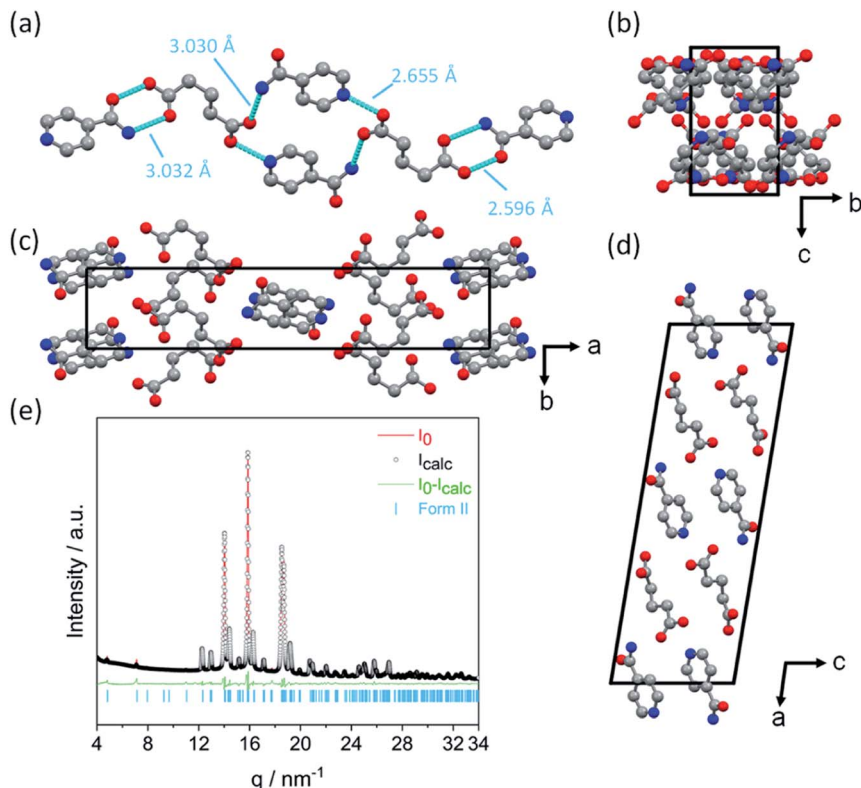 (a)
3.030 Å
2.655 Å
3.032 Å
2.596 Å
(b)
b
c
(c)
a
b
(d)
c
a
(e)
I0
Icalc
I0-Icalc
Form II
Intensity / a.u.
4 8 12 16 20 24 28 32 34
q / nm-1